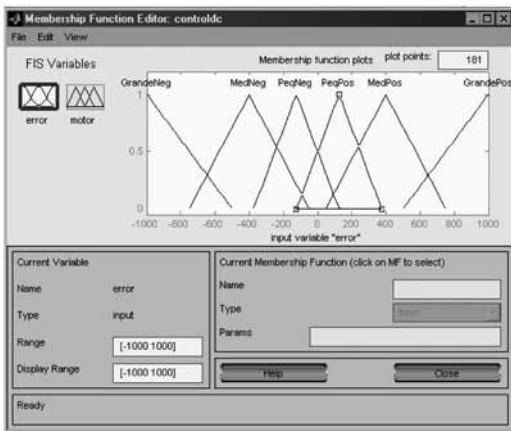 Membership Function Editor: controldc
File Edit View
FIS Variables
Membership function plots plot points: 181
GrandeNeg MedNeg PeqNeg PeqPos MedPos GrandePos
error motor
1
0.5
0
-1000 -800 -600 -400 -200 0 200 400 600 800 1000
input variable "error"
Current Variable
Name error
Type input
Range [-1000 1000]
Display Range [-1000 1000]
Current Membership Function (click on MF to select)
Name
Type
Params
Help Close
Ready